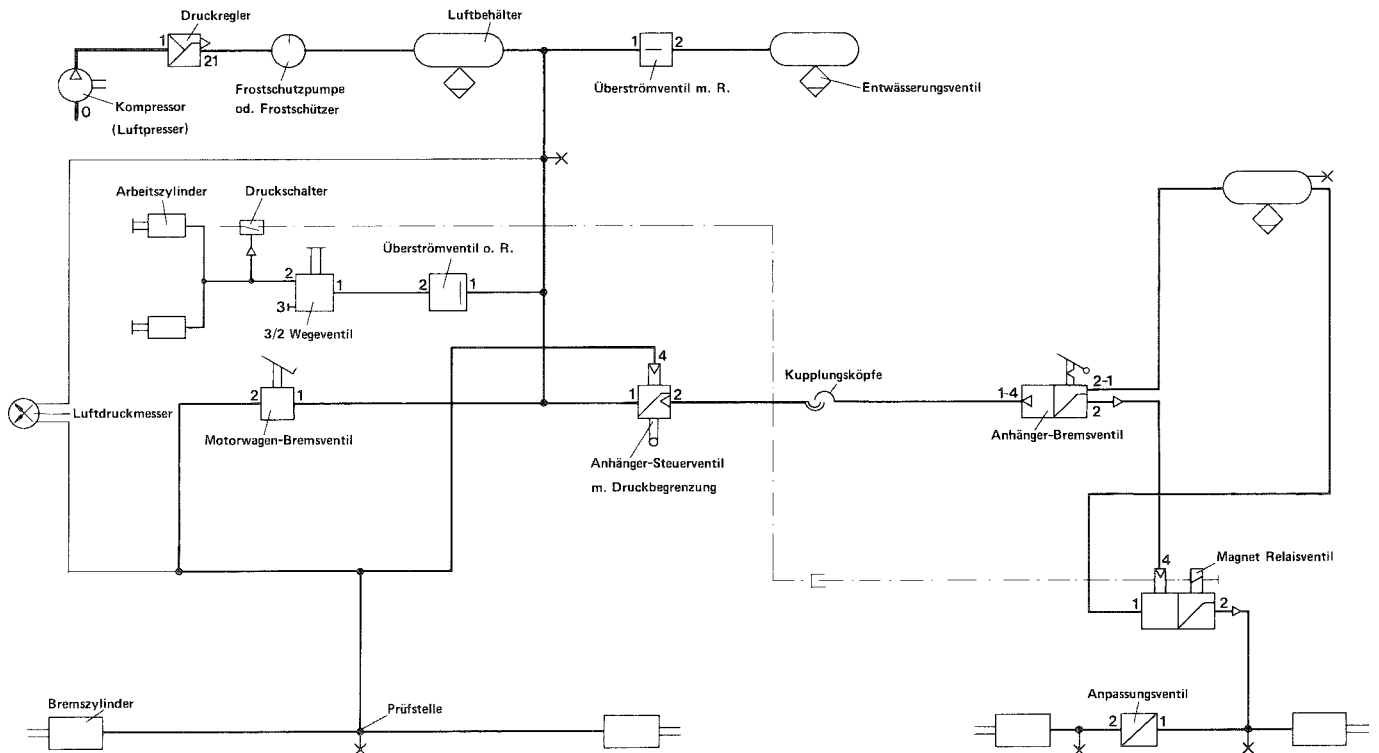 Druckregler
Luftbehälter
1
21
1
2
Frostschutzpumpe
od. Frostschützer
Überströmventil m. R.
Entwässerungsventil
Kompressor
(Luftpresser)
0
Arbeitszylinder
Druckschalter
Überströmventil o. R.
2
1
2
1
3
3/2 Wegeventil
4
Kupplungsköpfe
2
1
1
2
1-4
2-1
2
Luftdruckmesser
Motorwagen-Bremsventil
Anhänger-Bremsventil
Anhänger-Steuerventil
m. Druckbegrenzung
4
Magnet Relaisventil
1
2
Bremszylinder
Prüfstelle
Anpassungsventil
2
1